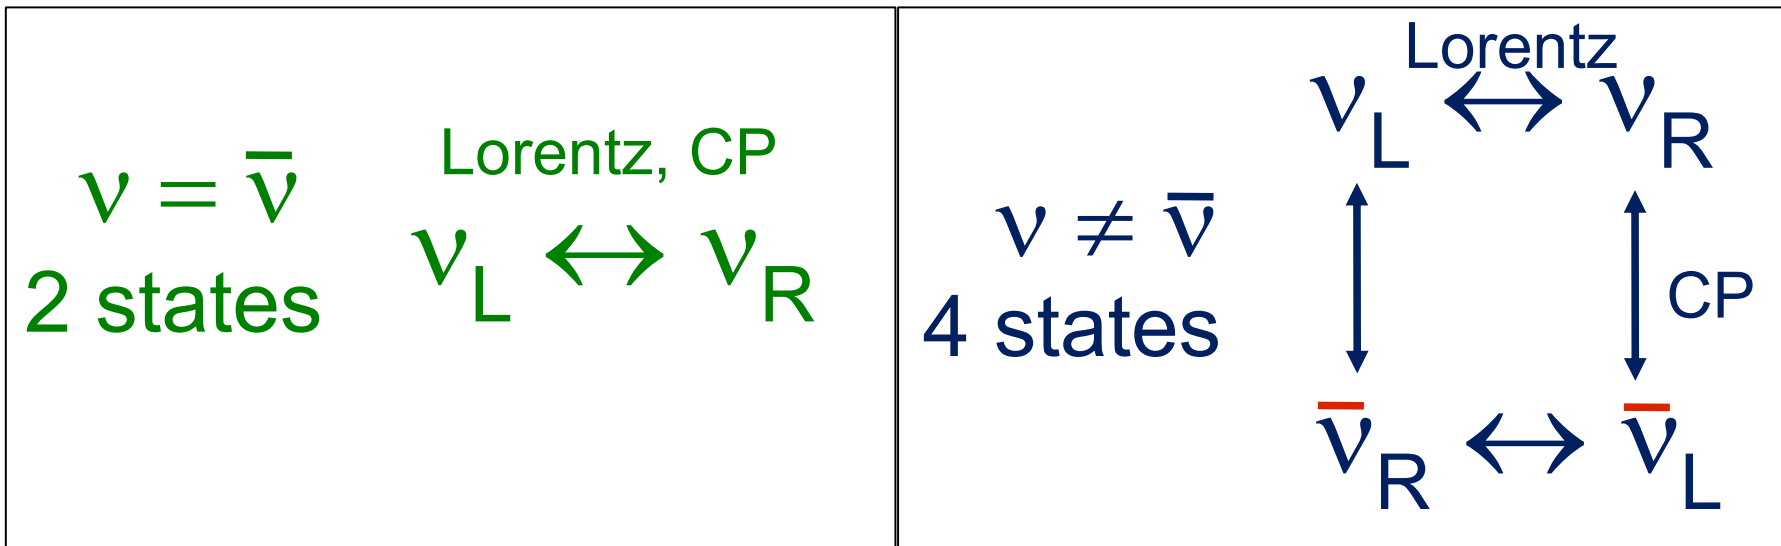 ν = ν̅
2 states
Lorentz, CP
ν_L ↔ ν_R
ν ≠ ν̅
4 states
Lorentz
ν_L ↔ ν_R
CP
ν̅_R ↔ ν̅_L